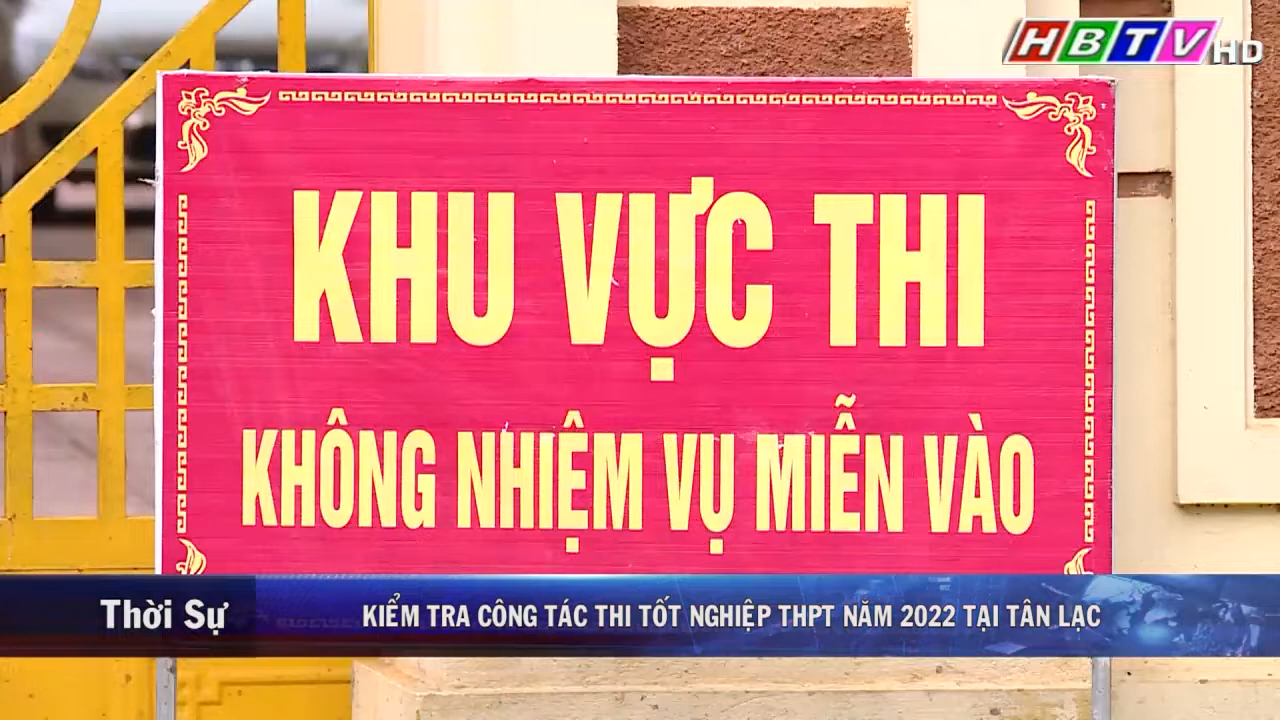 HBTV HD
KHU VỰC THI
KHÔNG NHIỆM VỤ MIỄN VÀO
Thời Sự
KIỂM TRA CÔNG TÁC THI TỐT NGHIỆP THPT NĂM 2022 TẠI TÂN LẠC